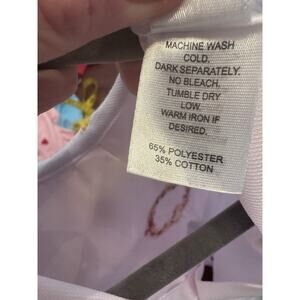 MACHINE WASH
COLD.
DARK SEPARATELY.
NO BLEACH.
TUMBLE DRY
LOW.
WARM IRON IF
DESIRED.
65% POLYESTER
35% COTTON